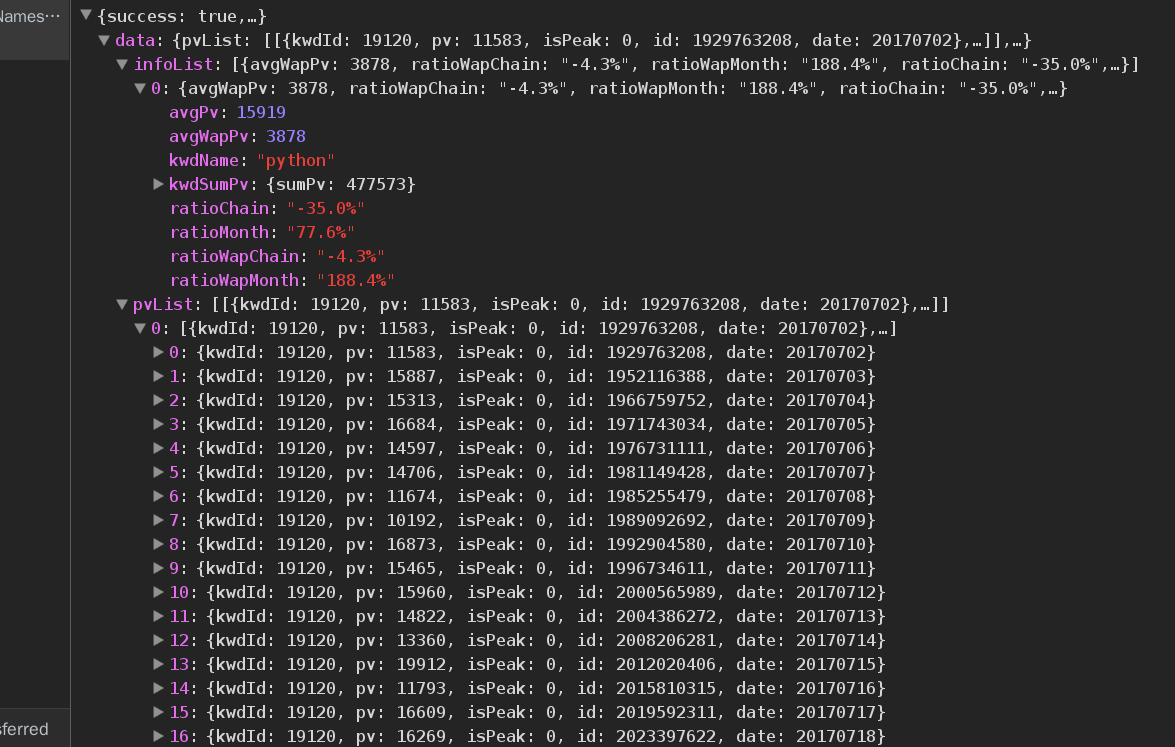 Names…
{success: true,…}
data: {pvList: [[{kwdId: 19120, pv: 11583, isPeak: 0, id: 1929763208, date: 20170702},…]],…}
infoList: [{avgWapPv: 3878, ratioWapChain: "-4.3%", ratioWapMonth: "188.4%", ratioChain: "-35.0%",…}]
0: {avgWapPv: 3878, ratioWapChain: "-4.3%", ratioWapMonth: "188.4%", ratioChain: "-35.0%",…}
avgPv: 15919
avgWapPv: 3878
kwdName: "python"
kwdSumPv: {sumPv: 477573}
ratioChain: "-35.0%"
ratioMonth: "77.6%"
ratioWapChain: "-4.3%"
ratioWapMonth: "188.4%"
pvList: [[{kwdId: 19120, pv: 11583, isPeak: 0, id: 1929763208, date: 20170702},…]]
0: [{kwdId: 19120, pv: 11583, isPeak: 0, id: 1929763208, date: 20170702},…]
0: {kwdId: 19120, pv: 11583, isPeak: 0, id: 1929763208, date: 20170702}
1: {kwdId: 19120, pv: 15887, isPeak: 0, id: 1952116388, date: 20170703}
2: {kwdId: 19120, pv: 15313, isPeak: 0, id: 1966759752, date: 20170704}
3: {kwdId: 19120, pv: 16684, isPeak: 0, id: 1971743034, date: 20170705}
4: {kwdId: 19120, pv: 14597, isPeak: 0, id: 1976731111, date: 20170706}
5: {kwdId: 19120, pv: 14706, isPeak: 0, id: 1981149428, date: 20170707}
6: {kwdId: 19120, pv: 11674, isPeak: 0, id: 1985255479, date: 20170708}
7: {kwdId: 19120, pv: 10192, isPeak: 0, id: 1989092692, date: 20170709}
8: {kwdId: 19120, pv: 16873, isPeak: 0, id: 1992904580, date: 20170710}
9: {kwdId: 19120, pv: 15465, isPeak: 0, id: 1996734611, date: 20170711}
10: {kwdId: 19120, pv: 15960, isPeak: 0, id: 2000565989, date: 20170712}
11: {kwdId: 19120, pv: 14822, isPeak: 0, id: 2004386272, date: 20170713}
12: {kwdId: 19120, pv: 13360, isPeak: 0, id: 2008206281, date: 20170714}
13: {kwdId: 19120, pv: 19912, isPeak: 0, id: 2012020406, date: 20170715}
14: {kwdId: 19120, pv: 11793, isPeak: 0, id: 2015810315, date: 20170716}
15: {kwdId: 19120, pv: 16609, isPeak: 0, id: 2019592311, date: 20170717}
16: {kwdId: 19120, pv: 16269, isPeak: 0, id: 2023397622, date: 20170718}
sferred